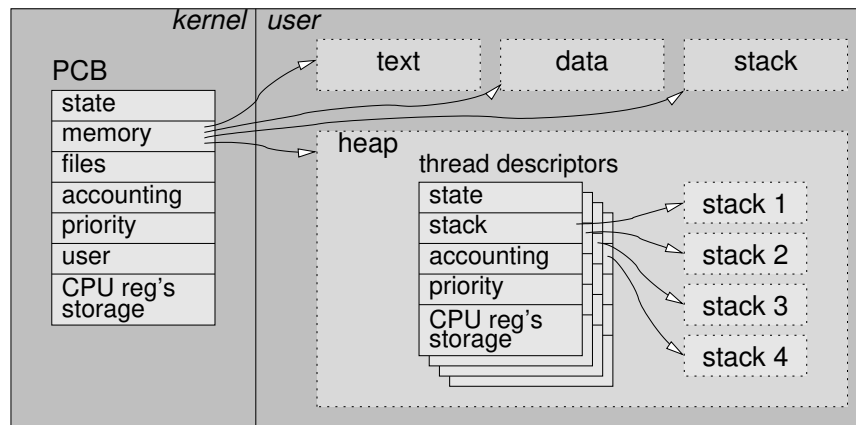 kernel user
PCB
state
memory
files
accounting
priority
user
CPU reg's
storage
text
data
stack
heap
thread descriptors
state
stack
accounting
priority
CPU reg's
storage
stack 1
stack 2
stack 3
stack 4